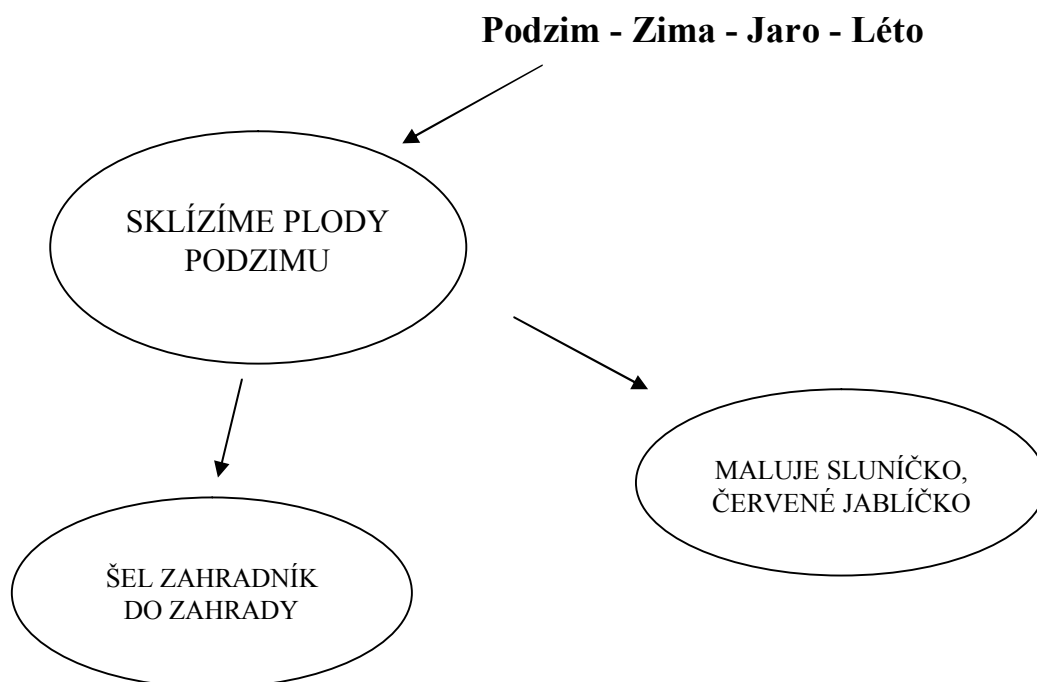 Podzim - Zima - Jaro - Léto
SKLÍZÍME PLODY
PODZIMU
MALUJE SLUNÍČKO,
ČERVENÉ JABLÍČKO
ŠEL ZAHRADNÍK
DO ZAHRADY